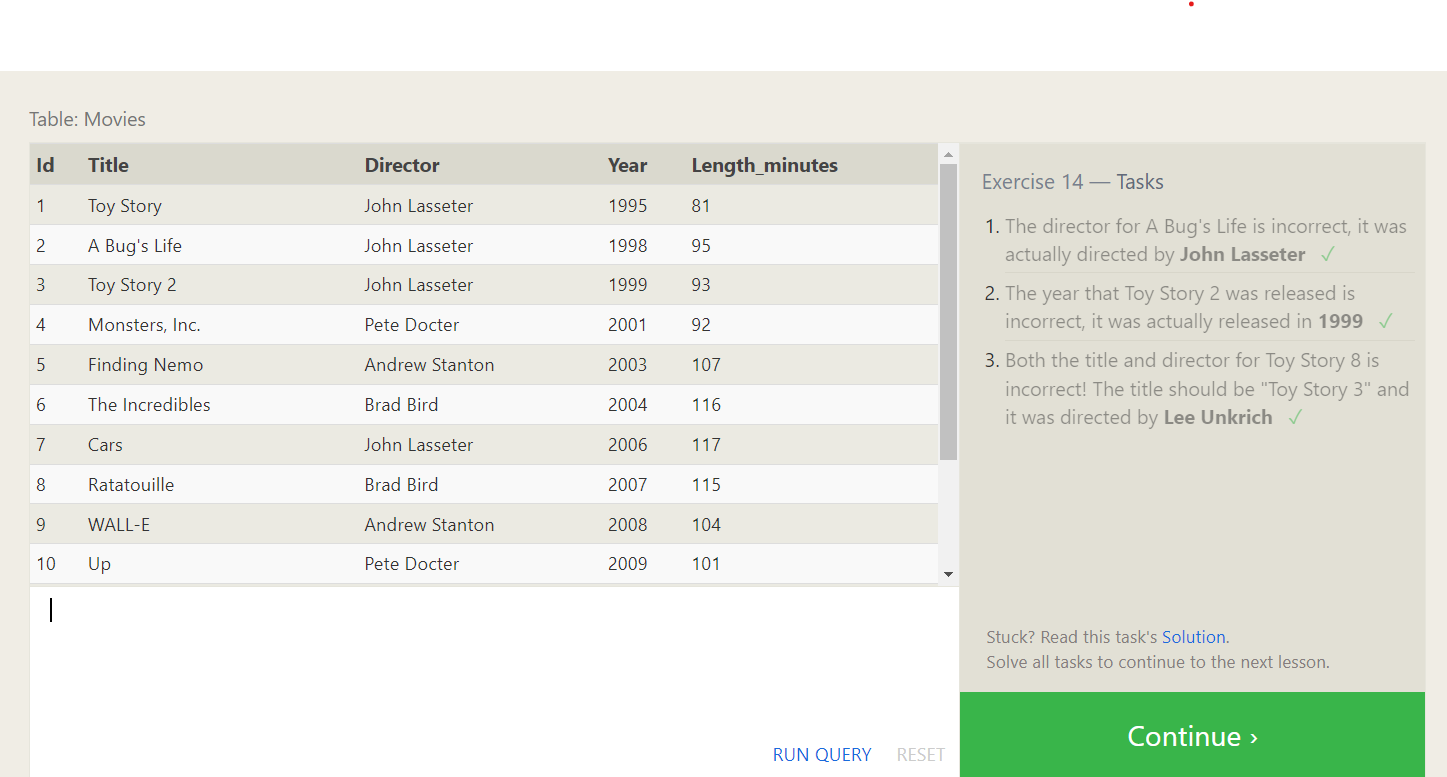 Table: Movies
Id Title Director Year Length_minutes
1 Toy Story John Lasseter 1995 81
2 A Bug's Life John Lasseter 1998 95
3 Toy Story 2 John Lasseter 1999 93
4 Monsters, Inc. Pete Docter 2001 92
5 Finding Nemo Andrew Stanton 2003 107
6 The Incredibles Brad Bird 2004 116
7 Cars John Lasseter 2006 117
8 Ratatouille Brad Bird 2007 115
9 WALL-E Andrew Stanton 2008 104
10 Up Pete Docter 2009 101
RUN QUERY RESET
Exercise 14 — Tasks
1. The director for A Bug's Life is incorrect, it was
actually directed by John Lasseter ✓
2. The year that Toy Story 2 was released is
incorrect, it was actually released in 1999 ✓
3. Both the title and director for Toy Story 8 is
incorrect! The title should be "Toy Story 3" and
it was directed by Lee Unkrich ✓
Stuck? Read this task's Solution.
Solve all tasks to continue to the next lesson.
Continue ›